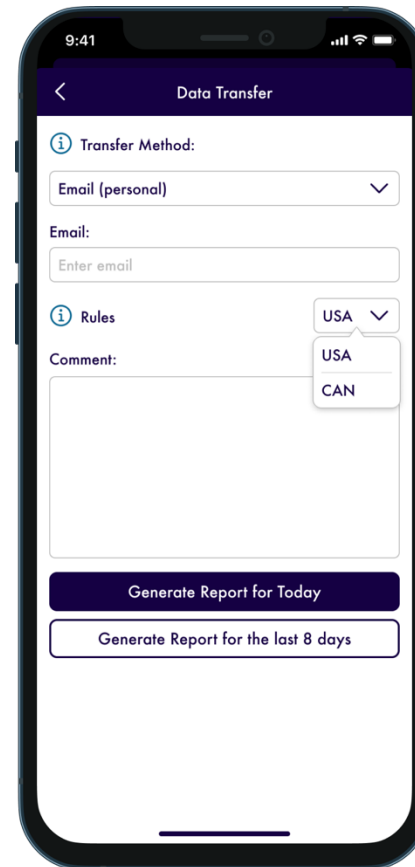 9:41
Data Transfer
Transfer Method:
Email (personal)
Email:
Enter email
Rules
USA
USA
CAN
Comment:
Generate Report for Today
Generate Report for the last 8 days